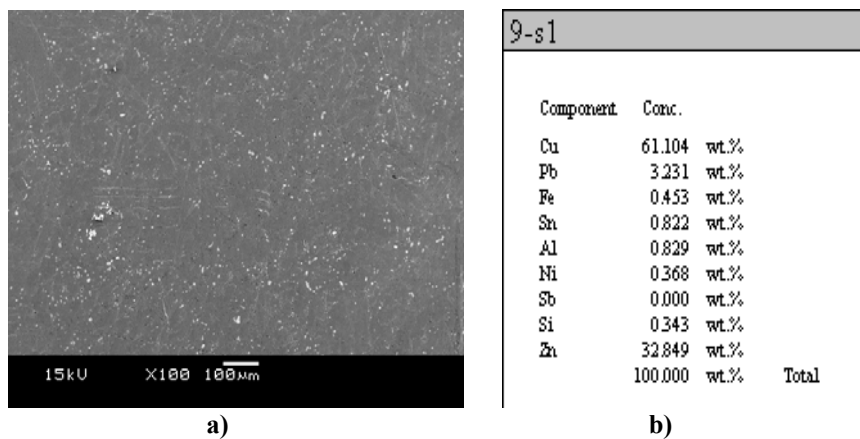 15kU X100 100µm
a)
9-s1
Component Conc.
Cu 61.104 wt.%
Pb 3.231 wt.%
Fe 0.453 wt.%
Sn 0.822 wt.%
Al 0.829 wt.%
Ni 0.368 wt.%
Sb 0.000 wt.%
Si 0.343 wt.%
Zn 32.849 wt.%
100.000 wt.% Total
b)